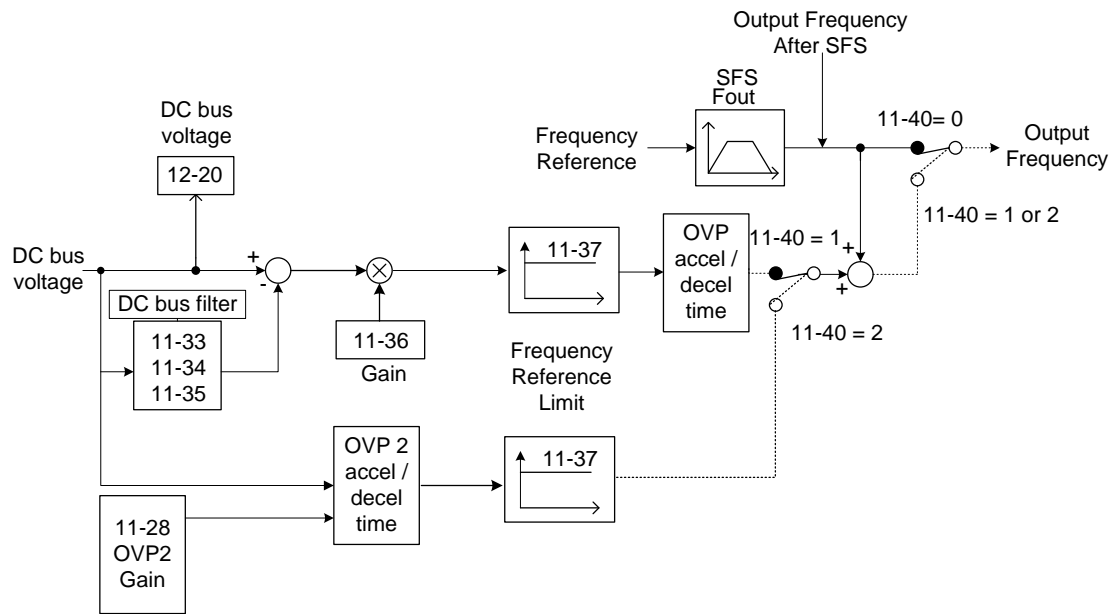 Output Frequency
After SFS
SFS
Fout
DC bus
voltage
12-20
Frequency
Reference
11-40= 0
Output
Frequency
11-40 = 1 or 2
DC bus
voltage
+
-
DC bus filter
11-33
11-34
11-35
11-36
Gain
11-37
OVP
accel /
decel
time
11-40 = 1
+
+
11-40 = 2
Frequency
Reference
Limit
OVP 2
accel /
decel
time
11-37
11-28
OVP2
Gain